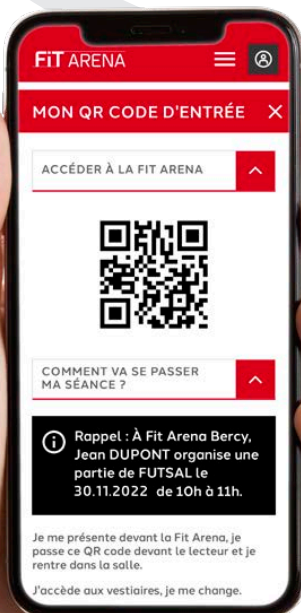 FiT ARENA
MON QR CODE D'ENTRÉE
ACCÉDER À LA FIT ARENA
COMMENT VA SE PASSER
MA SÉANCE ?
Rappel : À Fit Arena Bercy,
Jean DUPONT organise une
partie de FUTSAL le
30.11.2022 de 10h à 11h.
Je me présente devant la Fit Arena, je
passe ce QR code devant le lecteur et je
rentre dans la salle.
J'accède aux vestiaires, je me change.